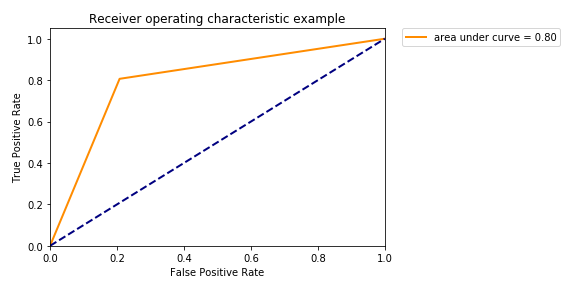 Receiver operating characteristic example
area under curve = 0.80
True Positive Rate
1.0
0.8
0.6
0.4
0.2
0.0
0.0 0.2 0.4 0.6 0.8 1.0
False Positive Rate